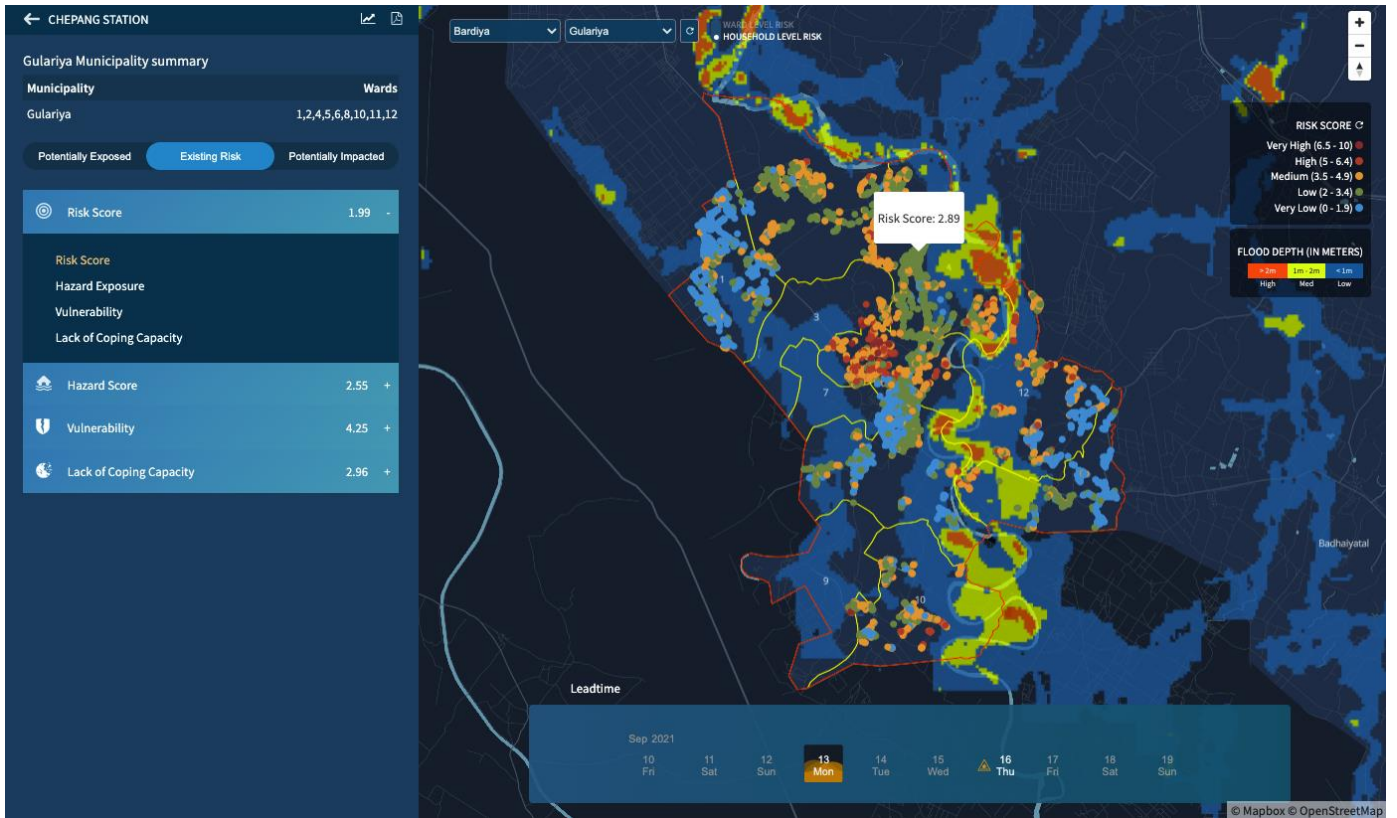 CHEPANG STATION
Gulariya Municipality summary
Municipality Wards
Gulariya 1,2,4,5,6,8,10,11,12
Potentially Exposed Existing Risk Potentially Impacted
Risk Score 1.99 -
Risk Score
Hazard Exposure
Vulnerability
Lack of Coping Capacity
Hazard Score 2.55 +
Vulnerability 4.25 +
Lack of Coping Capacity 2.96 +
Bardiya Gulariya
WARD LEVEL RISK
HOUSEHOLD LEVEL RISK
+
−
RISK SCORE
Very High (6.5 - 10)
High (5 - 6.4)
Medium (3.5 - 4.9)
Low (2 - 3.4)
Very Low (0 - 1.9)
FLOOD DEPTH (IN METERS)
> 2m 1m - 2m < 1m
High Med Low
Risk Score: 2.89
1
3
7
12
9
10
Badhaiyatal
Leadtime
Sep 2021
10 11 12 13 14 15 16 17 18 19
Fri Sat Sun Mon Tue Wed Thu Fri Sat Sun
© Mapbox © OpenStreetMap